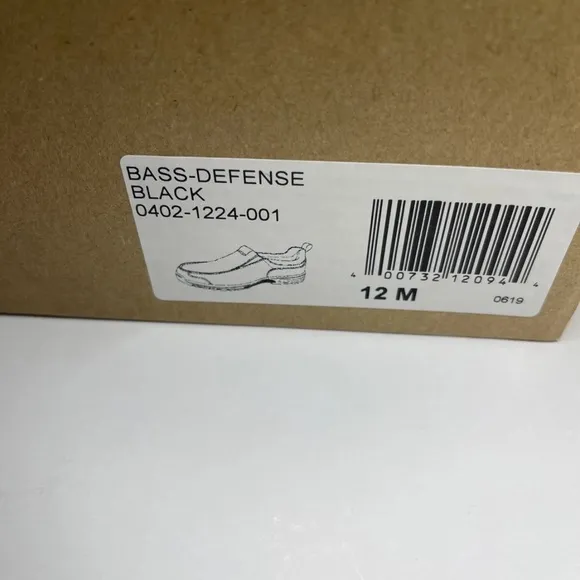 BASS-DEFENSE
BLACK
0402-1224-001
4 00732 12094 4
12 M
0619